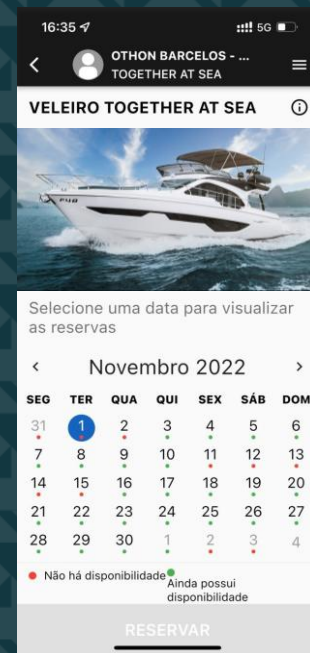 16:35
5G
OTHON BARCELOS - ...
TOGETHER AT SEA
VELEIRO TOGETHER AT SEA
Selecione uma data para visualizar
as reservas
Novembro 2022
SEG TER QUA QUI SEX SÁB DOM
31 1 2 3 4 5 6
7 8 9 10 11 12 13
14 15 16 17 18 19 20
21 22 23 24 25 26 27
28 29 30 1 2 3 4
Não há disponibilidade
Ainda possui
disponibilidade
RESERVAR